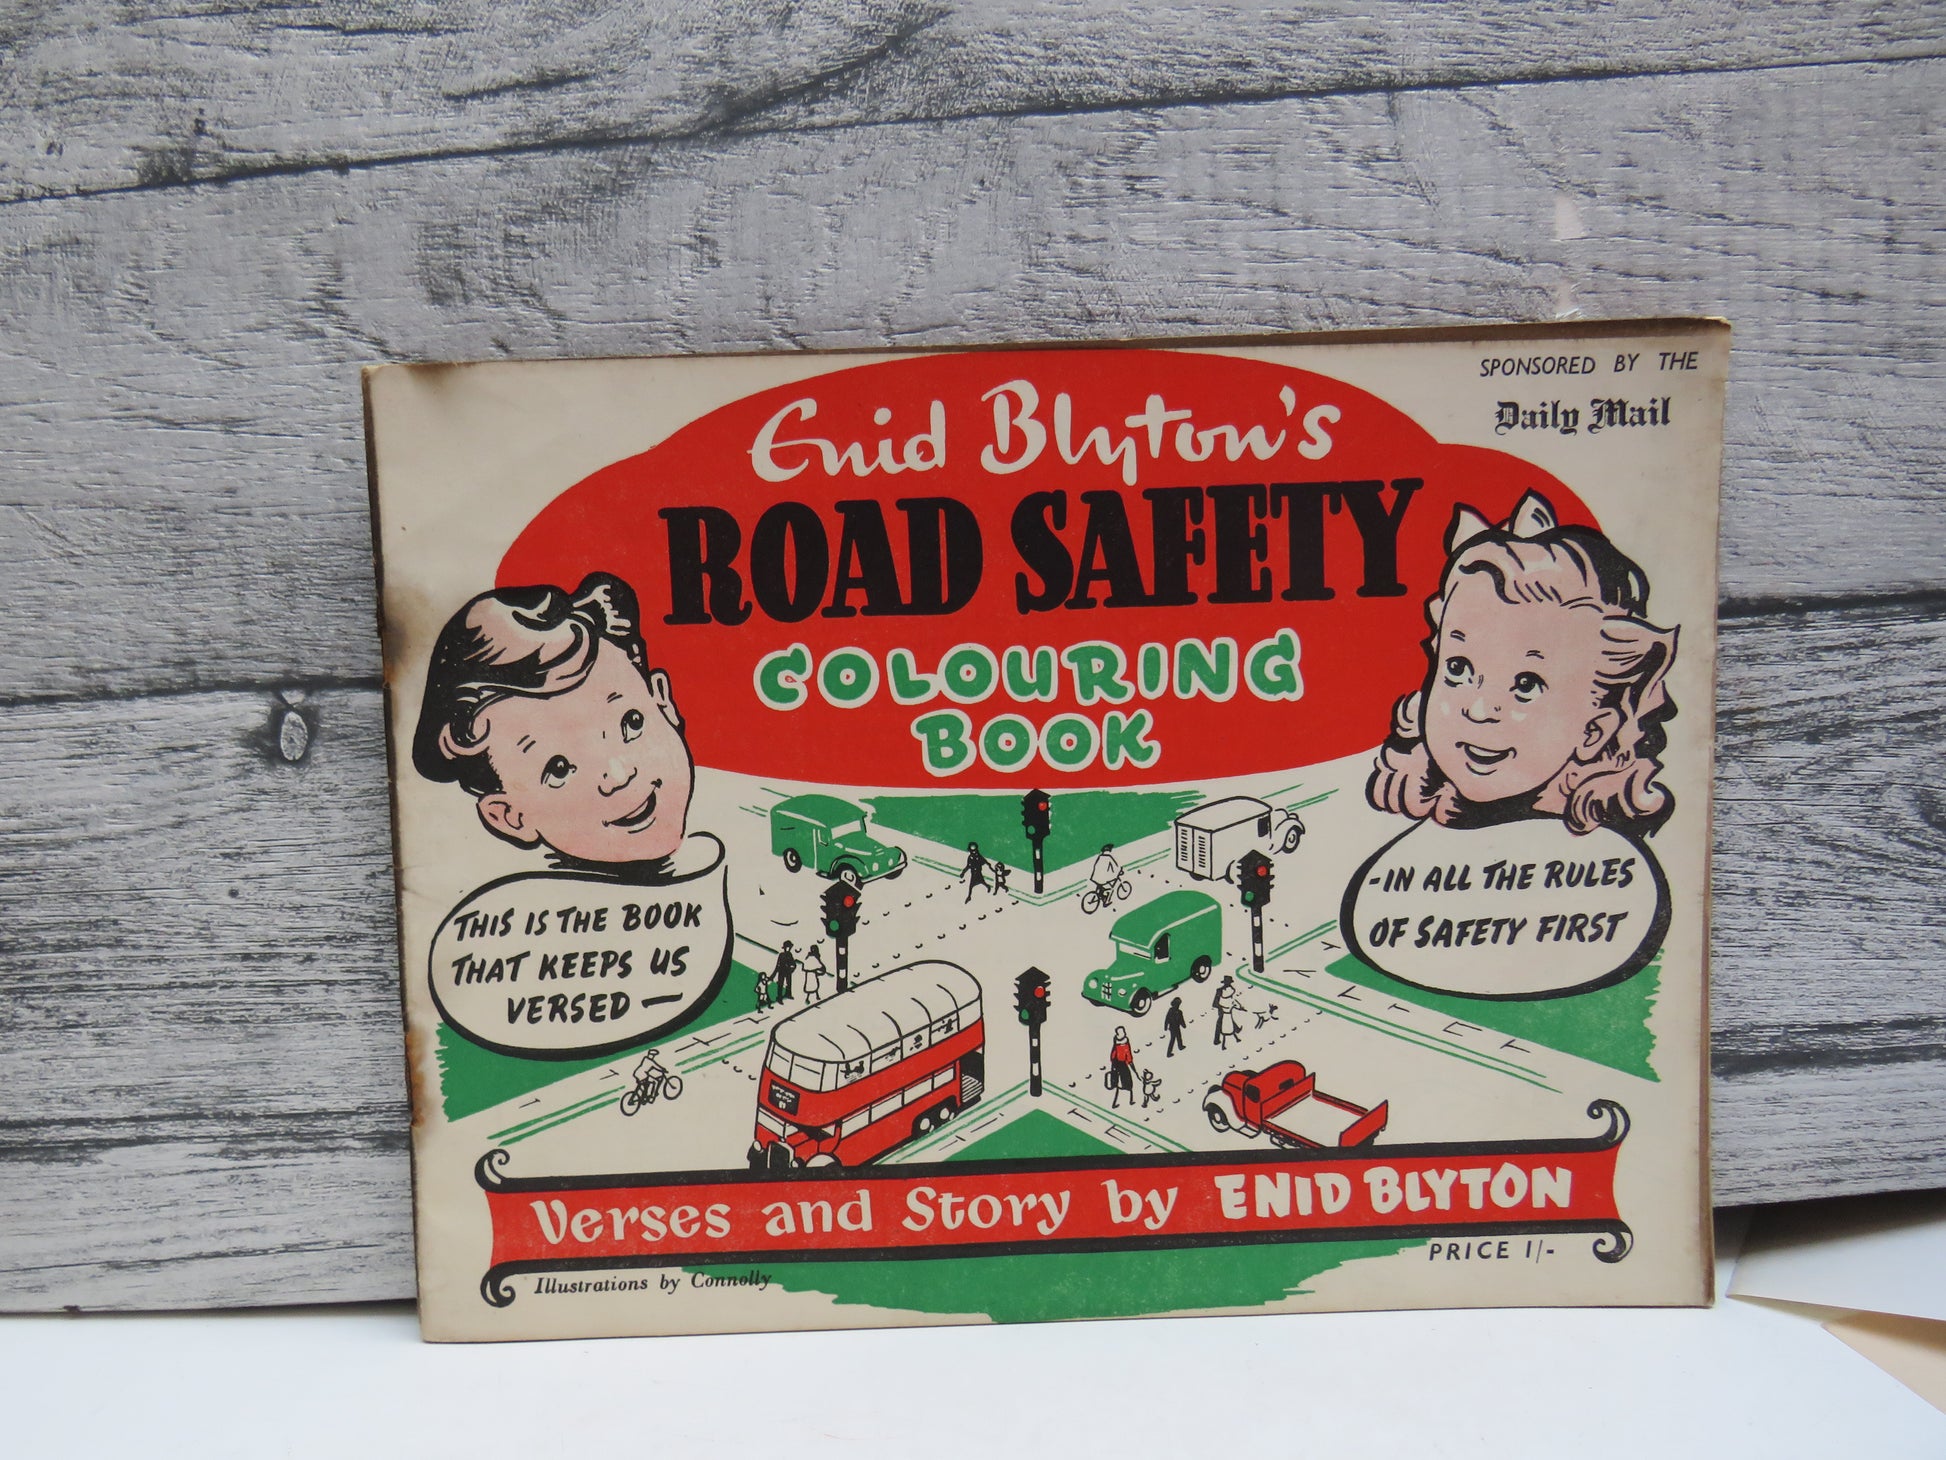 SPONSORED BY THE
Daily Mail
Enid Blyton's
ROAD SAFETY
COLOURING
BOOK
THIS IS THE BOOK
THAT KEEPS US
VERSED —
-IN ALL THE RULES
OF SAFETY FIRST
Verses and Story by ENID BLYTON
PRICE 1/-
Illustrations by Connolly